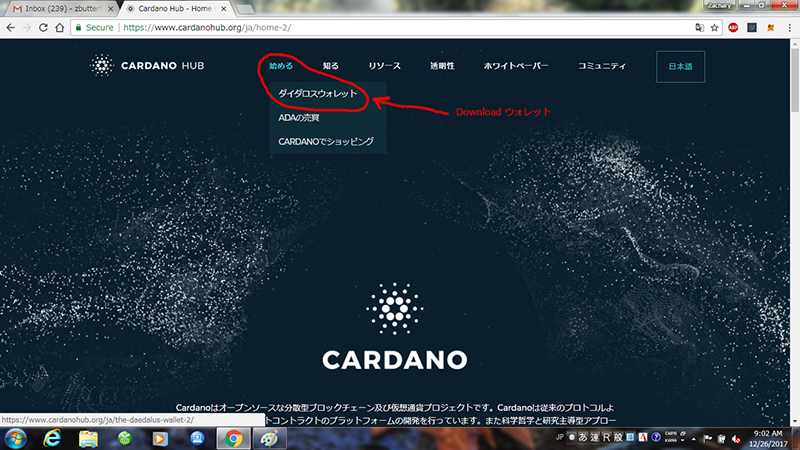 Zachary
Inbox (239) - zbutterf
Cardano Hub - Home
Secure
https://www.cardanohub.org/ja/home-2/
CARDANO HUB
始める
知る
リソース
透明性
ホワイトペーパー
コミュニティ
日本語
ダイダロスウォレット
Download ウォレット
ADAの売買
CARDANOでショッピング
CARDANO
Cardanoはオープンソースな分散型ブロックチェーン及び仮想通貨プロジェクトです。Cardanoは従来のプロトコルよ
トコントラクトのプラットフォームの開発を行っています。また科学哲学と研究主導型アプロー
https://www.cardanohub.org/ja/the-daedalus-wallet-2/
JP あ 連 R 般
CAPS
KANA
9:02 AM
12/26/2017